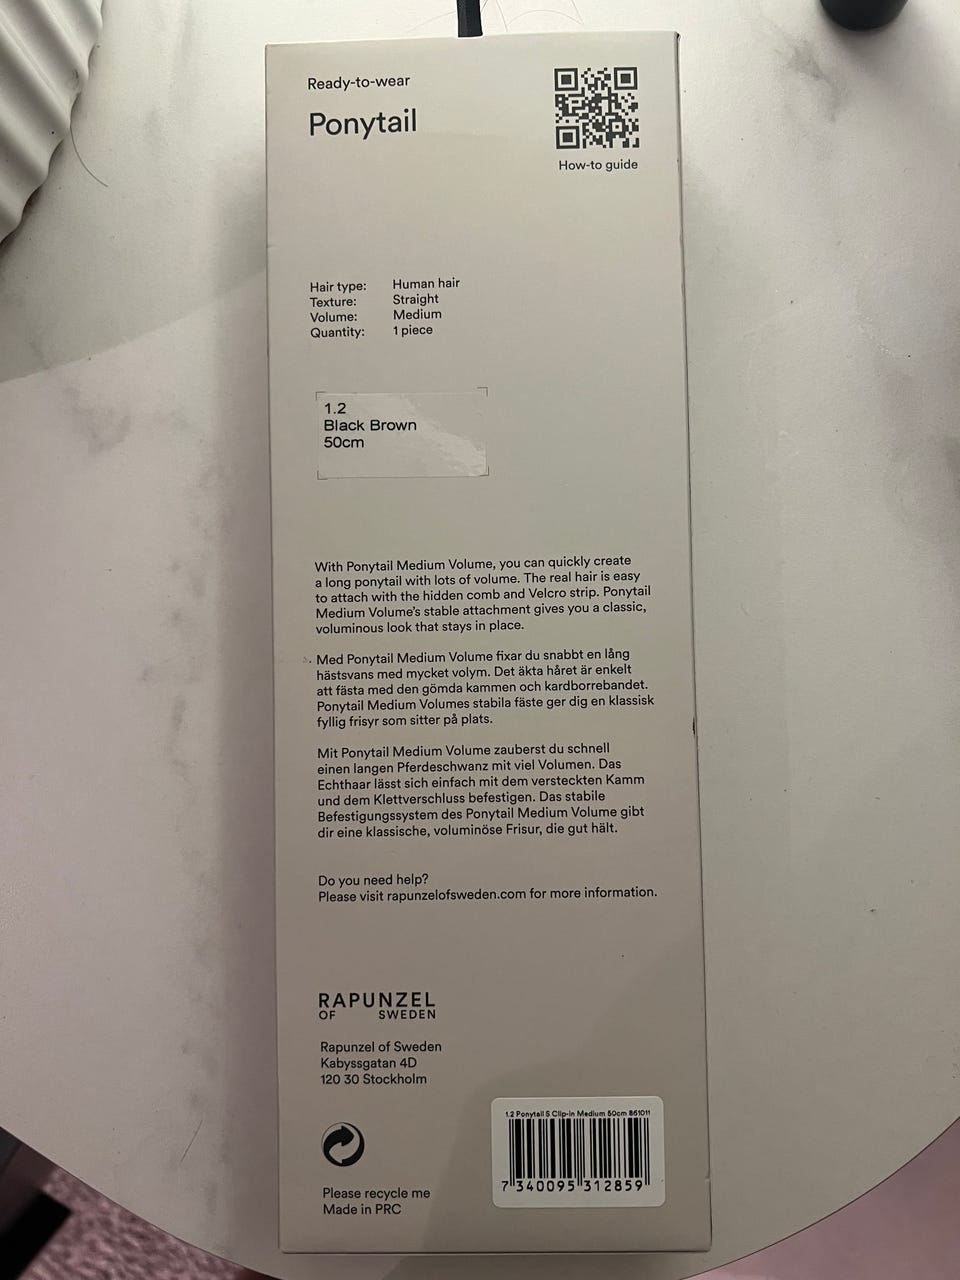 Ready-to-wear
Ponytail
How-to guide
Hair type: Human hair
Texture: Straight
Volume: Medium
Quantity: 1 piece
1.2
Black Brown
50cm
With Ponytail Medium Volume, you can quickly create
a long ponytail with lots of volume. The real hair is easy
to attach with the hidden comb and Velcro strip. Ponytail
Medium Volume's stable attachment gives you a classic,
voluminous look that stays in place.
Med Ponytail Medium Volume fixar du snabbt en lång
hästsvans med mycket volym. Det äkta håret är enkelt
att fästa med den gömda kammen och kardborrebandet.
Ponytail Medium Volumes stabila fäste ger dig en klassisk
fyllig frisyr som sitter på plats.
Mit Ponytail Medium Volume zauberst du schnell
einen langen Pferdeschwanz mit viel Volumen. Das
Echthaar lässt sich einfach mit dem versteckten Kamm
und dem Klettverschluss befestigen. Das stabile
Befestigungssystem des Ponytail Medium Volume gibt
dir eine klassische, voluminöse Frisur, die gut hält.
Do you need help?
Please visit rapunzelofsweden.com for more information.
RAPUNZEL
OF SWEDEN
Rapunzel of Sweden
Kabyssgatan 4D
120 30 Stockholm
1.2 Ponytail S Clip-in Medium 50cm 861011
7 340095 312859
Please recycle me
Made in PRC